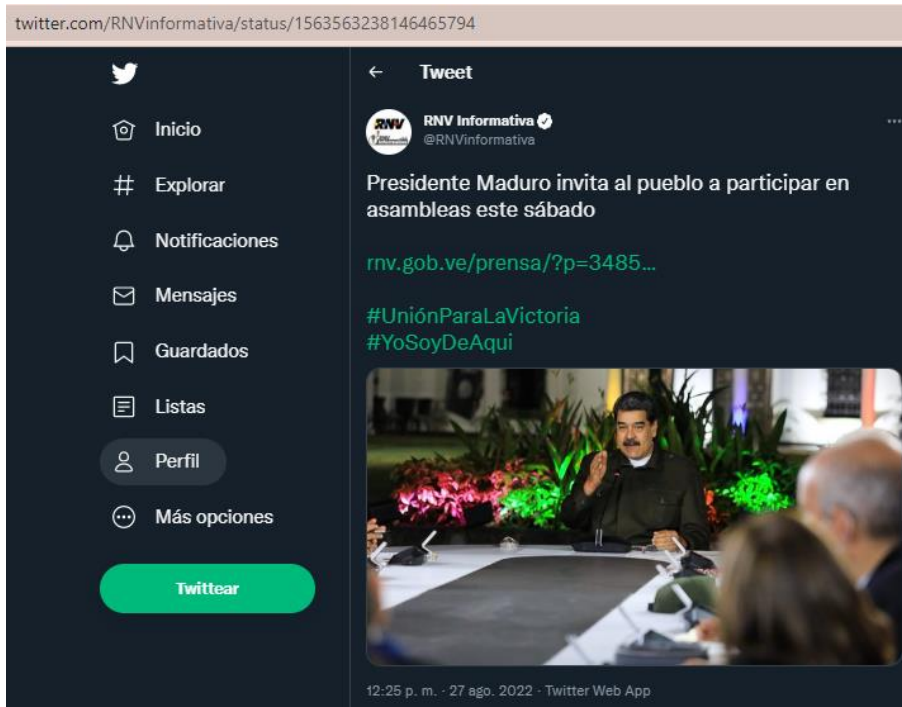 twitter.com/RNVinformativa/status/1563563238146465794
Tweet
Inicio
Explorar
Notificaciones
Mensajes
Guardados
Listas
Perfil
Más opciones
Twittear
RNV
RNV Informativa
@RNVinformativa
Presidente Maduro invita al pueblo a participar en
asambleas este sábado
rnv.gob.ve/prensa/?p=3485...
#UniónParaLaVictoria
#YoSoyDeAqui
12:25 p. m. · 27 ago. 2022 · Twitter Web App